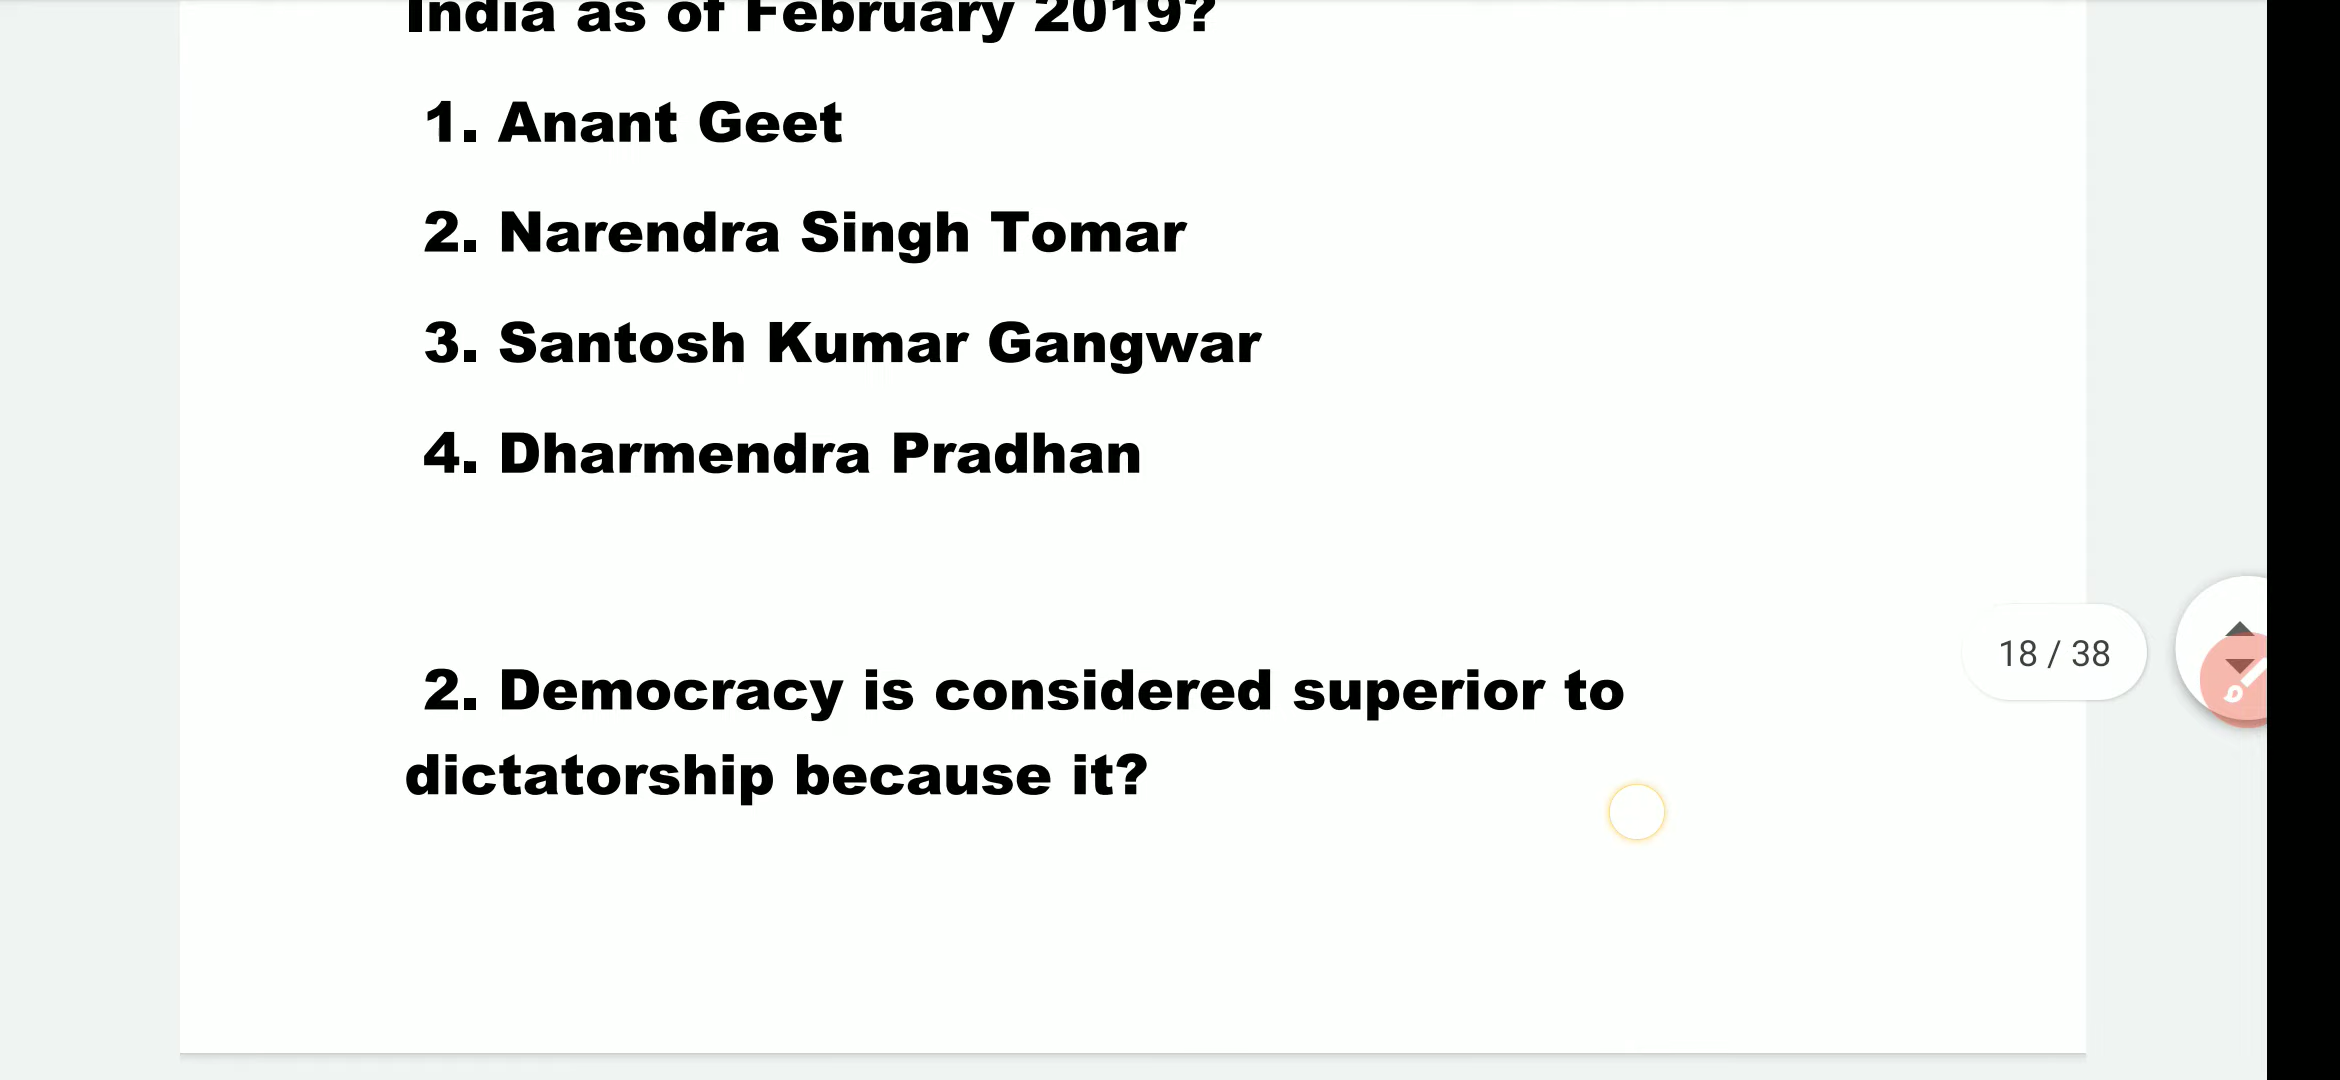 India as of February 2019?
1. Anant Geet
2. Narendra Singh Tomar
3. Santosh Kumar Gangwar
4. Dharmendra Pradhan
2. Democracy is considered superior to
dictatorship because it?
18 / 38